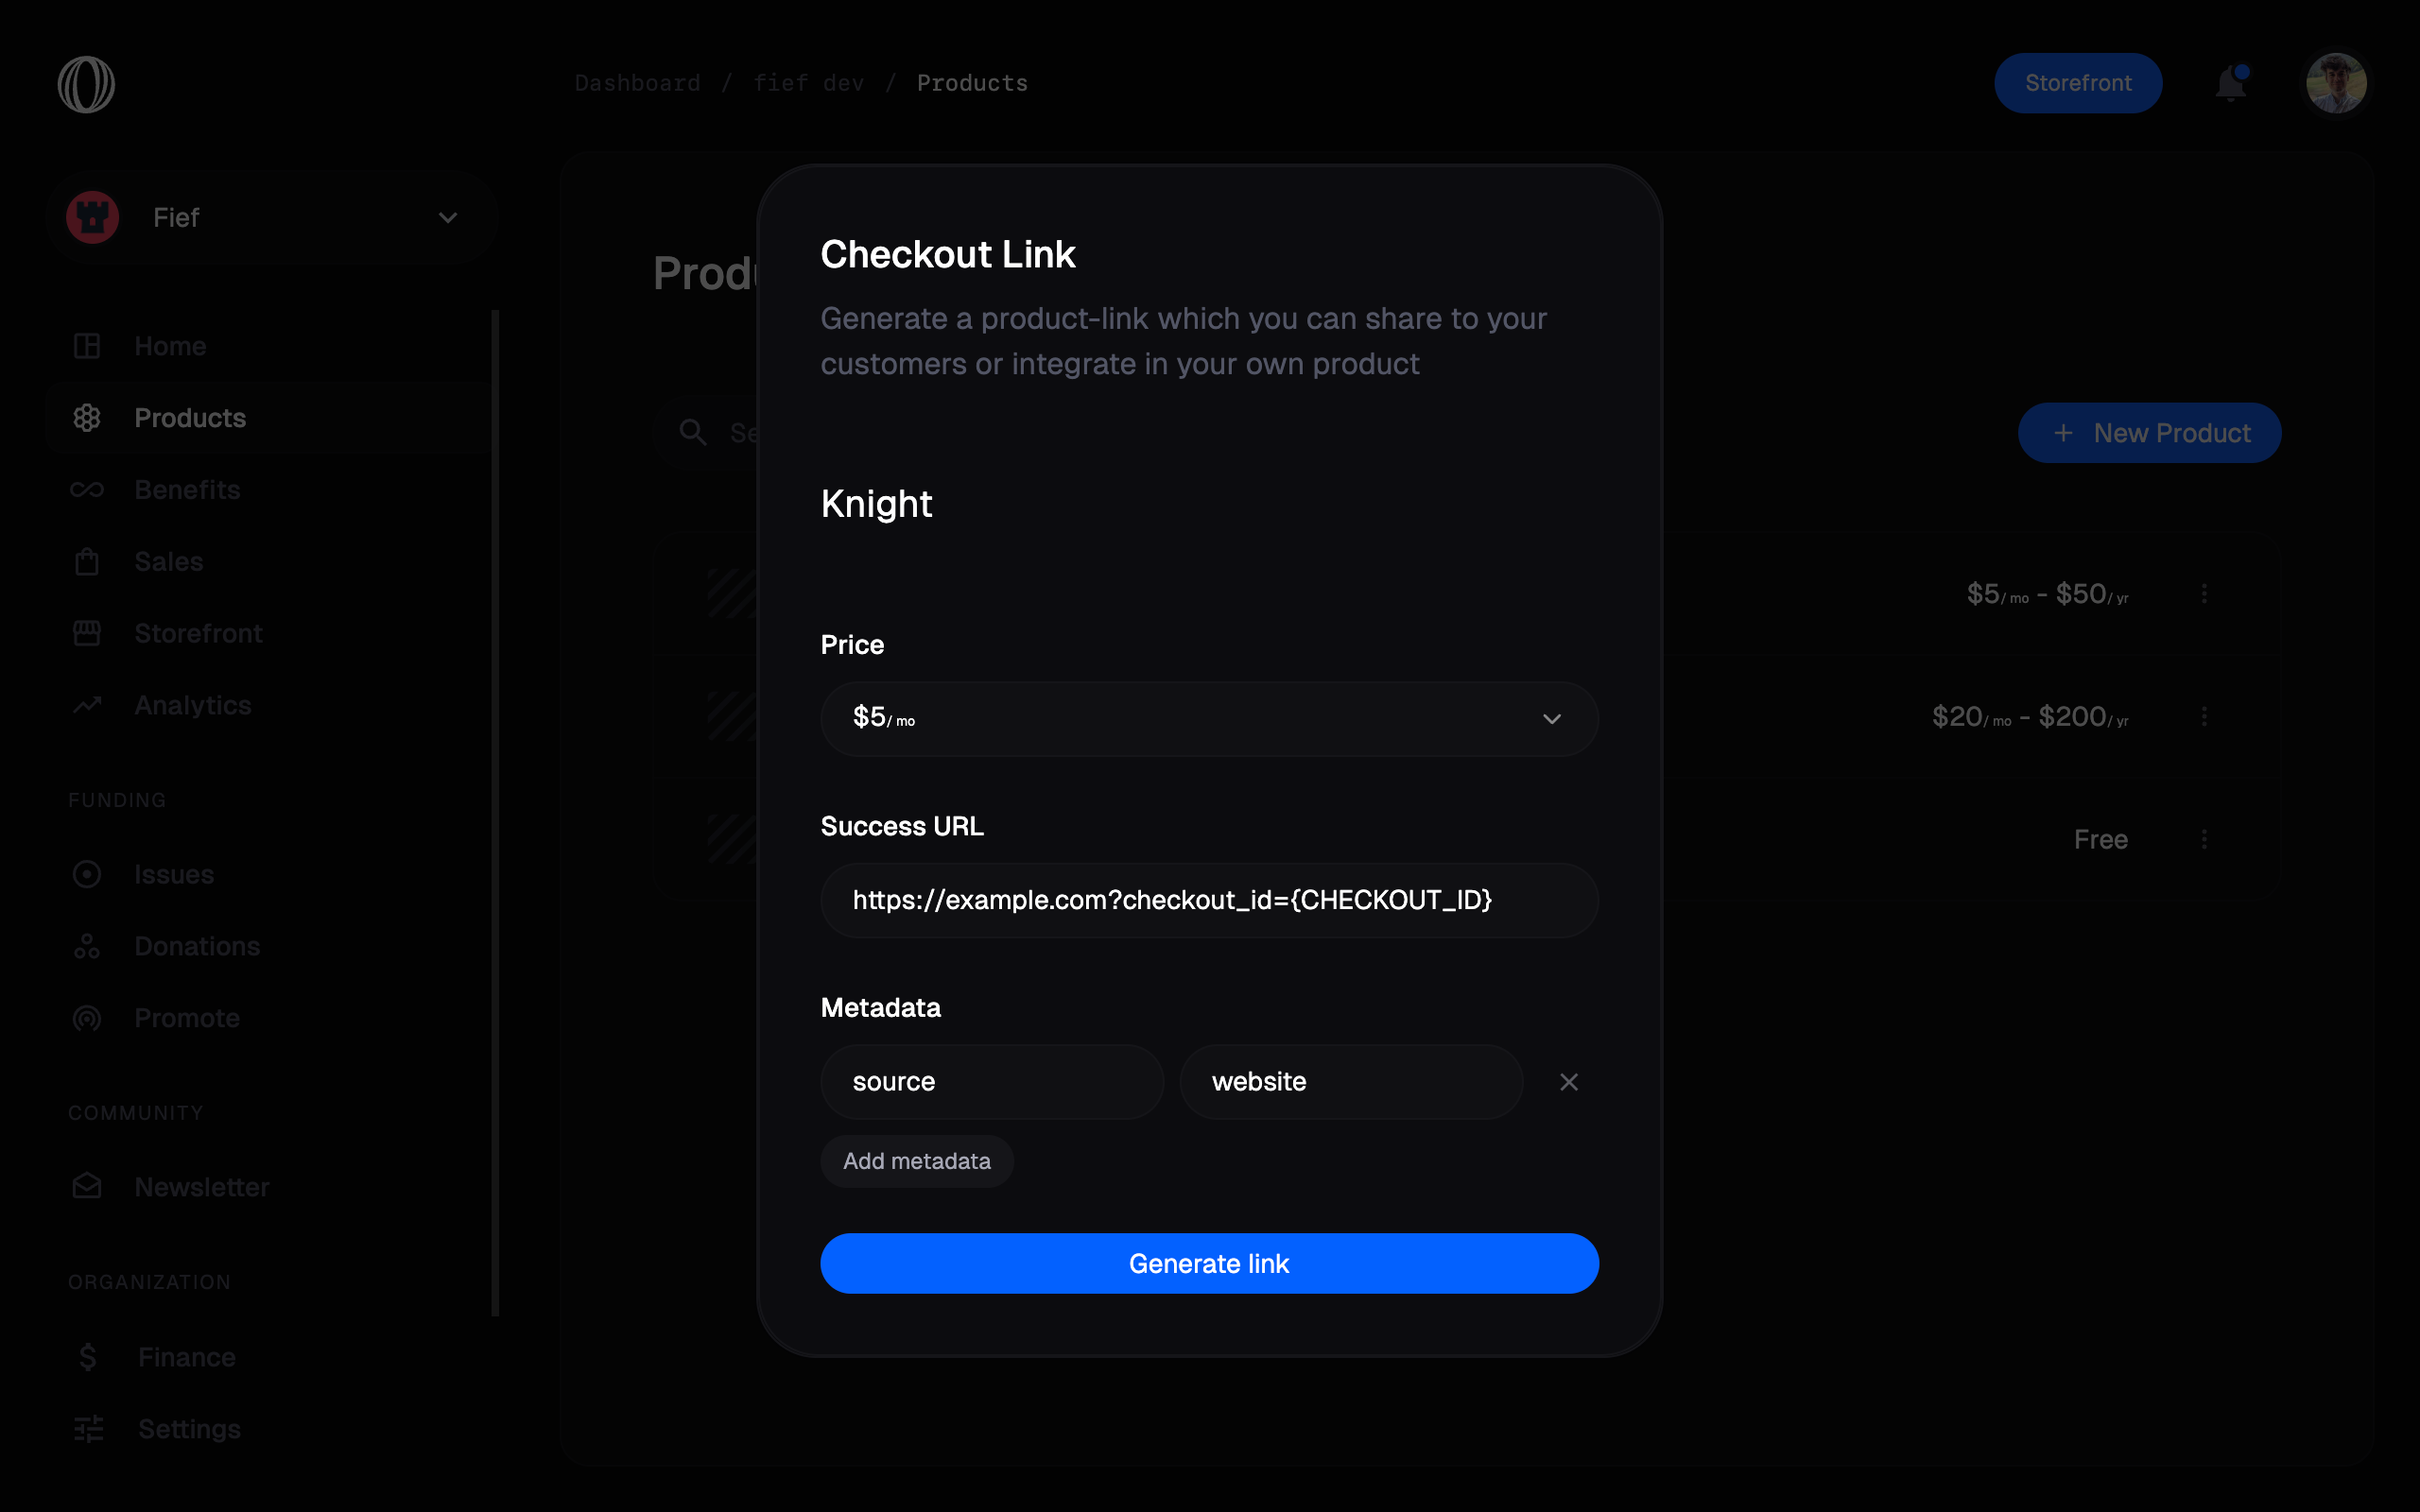 Dashboard / fief dev / Products
Storefront
Fief
Home
Products
Benefits
Sales
Storefront
Analytics
FUNDING
Issues
Donations
Promote
COMMUNITY
Newsletter
ORGANIZATION
Finance
Settings
New Product
$5/ mo - $50/ yr
$20/ mo - $200/ yr
Free
Checkout Link
Generate a product-link which you can share to your
customers or integrate in your own product
Knight
Price
$5/ mo
Success URL
https://example.com?checkout_id={CHECKOUT_ID}
Metadata
source website
Add metadata
Generate link